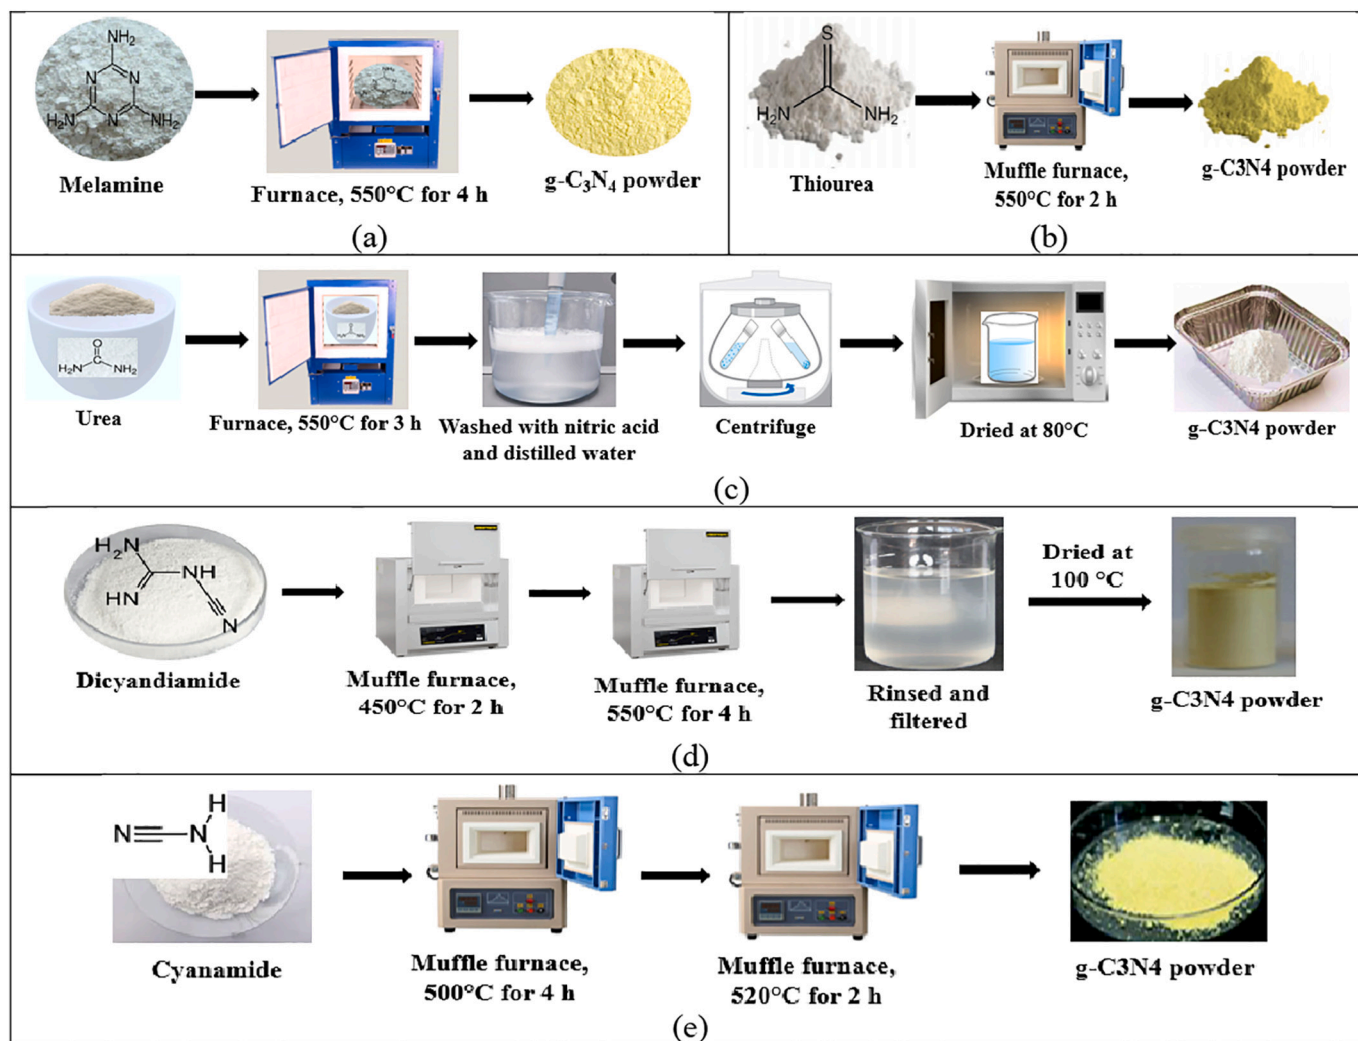 NH₂
N N
H₂N N NH₂
Melamine
Furnace, 550°C for 4 h
g-C₃N₄ powder
(a)
S
H₂N NH₂
Thiourea
Muffle furnace,
550°C for 2 h
g-C3N4 powder
(b)
O
H₂N NH₂
Urea
Furnace, 550°C for 3 h
Washed with nitric acid
and distilled water
Centrifuge
Dried at 80°C
g-C3N4 powder
(c)
H₂N
NH
HN
N
Dicyandiamide
Muffle furnace,
450°C for 2 h
Muffle furnace,
550°C for 4 h
Rinsed and
filtered
Dried at
100 °C
g-C3N4 powder
(d)
H
N N
H
Cyanamide
Muffle furnace,
500°C for 4 h
Muffle furnace,
520°C for 2 h
g-C3N4 powder
(e)